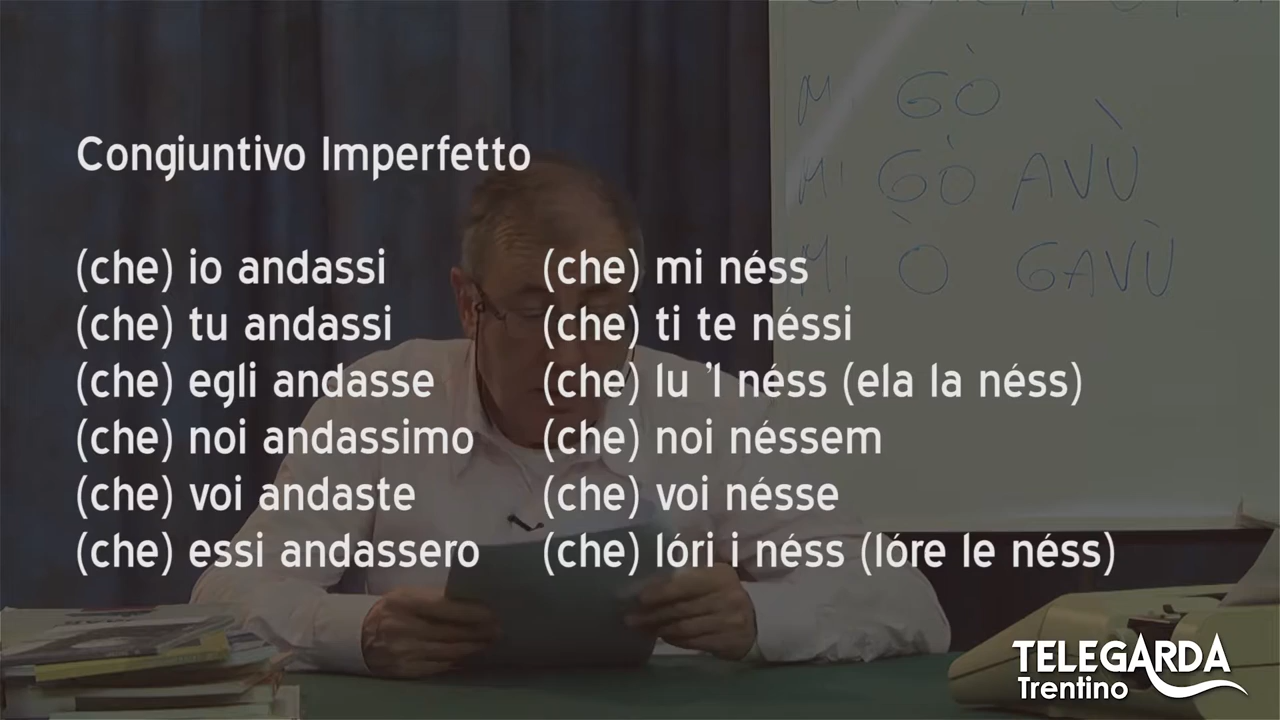 Congiuntivo Imperfetto
(che) io andassi (che) mi néss
(che) tu andassi (che) ti te néssi
(che) egli andasse (che) lu 'l néss (ela la néss)
(che) noi andassimo (che) noi néssem
(che) voi andaste (che) voi nésse
(che) essi andassero (che) lóri i néss (lóre le néss)
MI GÒ
MI GÒ AVÙ
MI Ò GAVÙ
TELEGARDA
Trentino